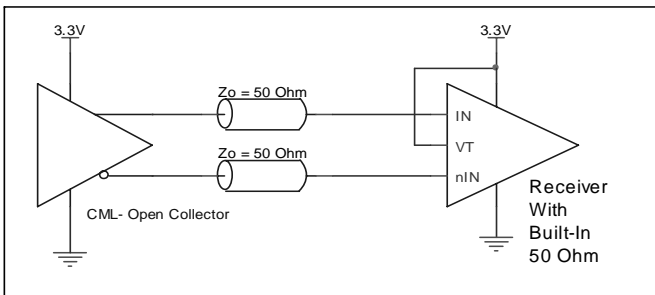 3.3V
3.3V
Zo = 50 Ohm
IN
VT
Zo = 50 Ohm
nIN
CML- Open Collector
Receiver
With
Built-In
50 Ohm